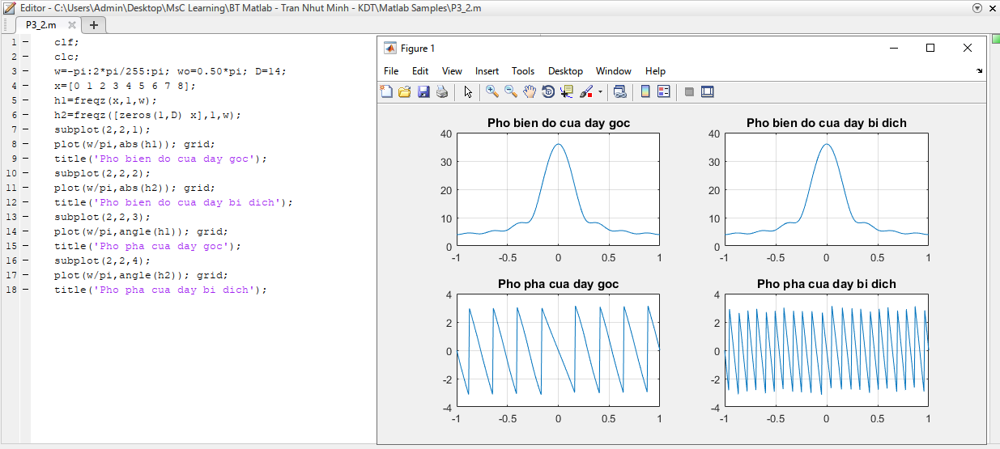 Editor - C:\Users\Admin\Desktop\MsC Learning\BT Matlab - Tran Nhut Minh - KDT\Matlab Samples\P3_2.m
P3_2.m
1 clf;
2 clc;
3 w=-pi:2*pi/255:pi; wo=0.50*pi; D=14;
4 x=[0 1 2 3 4 5 6 7 8];
5 h1=freqz(x,1,w);
6 h2=freqz([zeros(1,D) x],1,w);
7 subplot(2,2,1);
8 plot(w/pi,abs(h1)); grid;
9 title('Pho bien do cua day goc');
10 subplot(2,2,2);
11 plot(w/pi,abs(h2)); grid;
12 title('Pho bien do cua day bi dich');
13 subplot(2,2,3);
14 plot(w/pi,angle(h1)); grid;
15 title('Pho pha cua day goc');
16 subplot(2,2,4);
17 plot(w/pi,angle(h2)); grid;
18 title('Pho pha cua day bi dich');
Figure 1
File Edit View Insert Tools Desktop Window Help
Pho bien do cua day goc
40
30
20
10
0
-1 -0.5 0 0.5 1
Pho bien do cua day bi dich
40
30
20
10
0
-1 -0.5 0 0.5 1
Pho pha cua day goc
4
2
0
-2
-4
-1 -0.5 0 0.5 1
Pho pha cua day bi dich
4
2
0
-2
-4
-1 -0.5 0 0.5 1